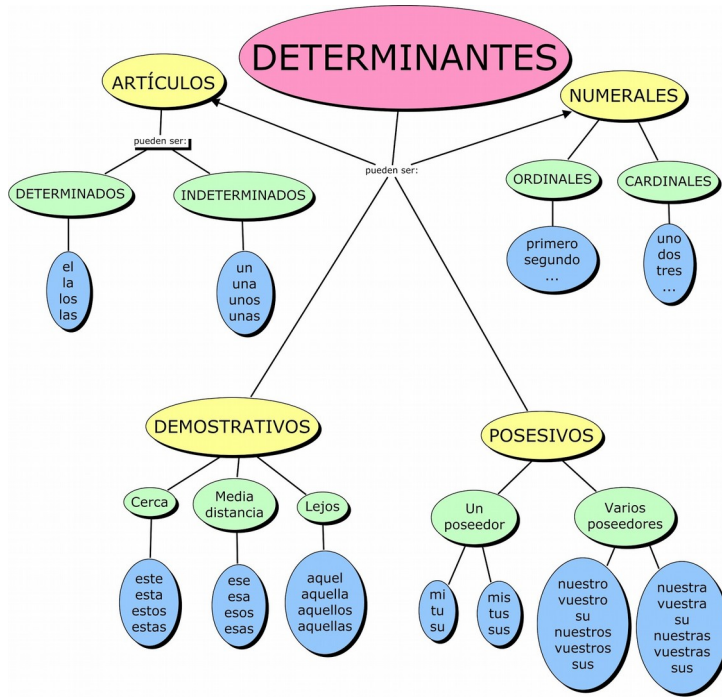 DETERMINANTES
ARTÍCULOS
pueden ser:
DETERMINADOS
INDETERMINADOS
el
la
los
las
un
una
unos
unas
pueden ser:
NUMERALES
ORDINALES
CARDINALES
primero
segundo
...
uno
dos
tres
...
DEMOSTRATIVOS
Cerca
Media
distancia
Lejos
este
esta
estos
estas
ese
esa
esos
esas
aquel
aquella
aquellos
aquellas
POSESIVOS
Un
poseedor
Varios
poseedores
mi
tu
su
mis
tus
sus
nuestro
vuestro
su
nuestros
vuestros
sus
nuestra
vuestra
su
nuestras
vuestras
sus